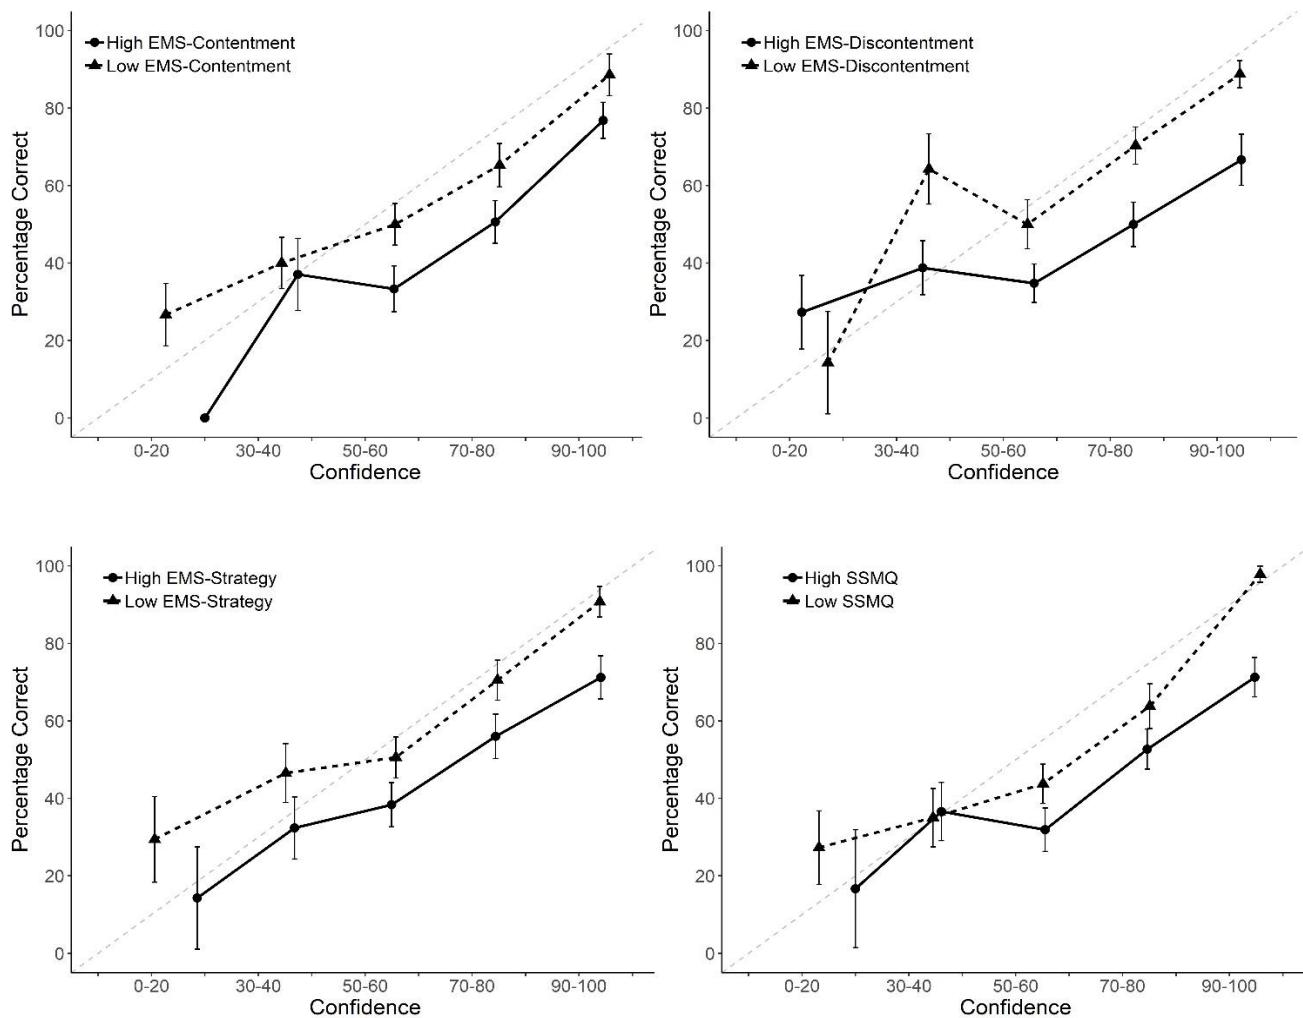 High EMS-Contentment
Low EMS-Contentment
Percentage Correct
100
80
60
40
20
0
0-20 30-40 50-60 70-80 90-100
Confidence
High EMS-Discontentment
Low EMS-Discontentment
Percentage Correct
100
80
60
40
20
0
0-20 30-40 50-60 70-80 90-100
Confidence
High EMS-Strategy
Low EMS-Strategy
Percentage Correct
100
80
60
40
20
0
0-20 30-40 50-60 70-80 90-100
Confidence
High SSMQ
Low SSMQ
Percentage Correct
100
80
60
40
20
0
0-20 30-40 50-60 70-80 90-100
Confidence